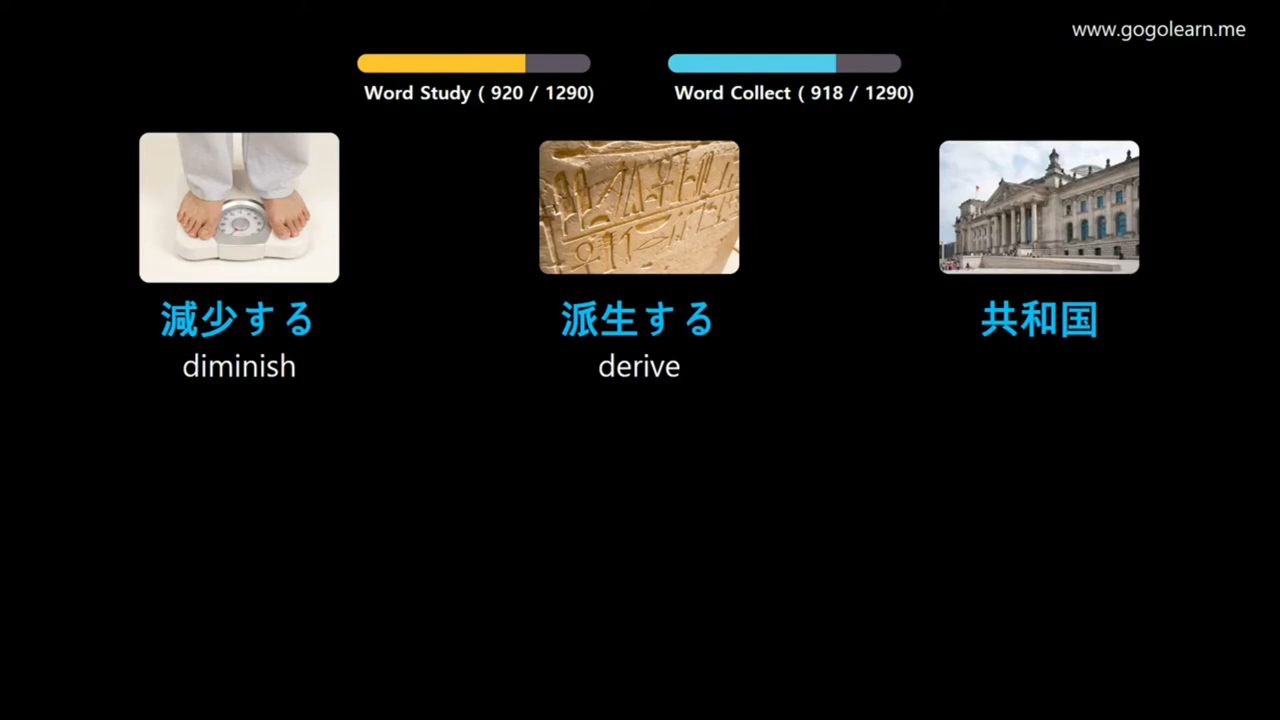 www.gogolearn.me
Word Study ( 920 / 1290)
Word Collect ( 918 / 1290)
減少する
diminish
派生する
derive
共和国